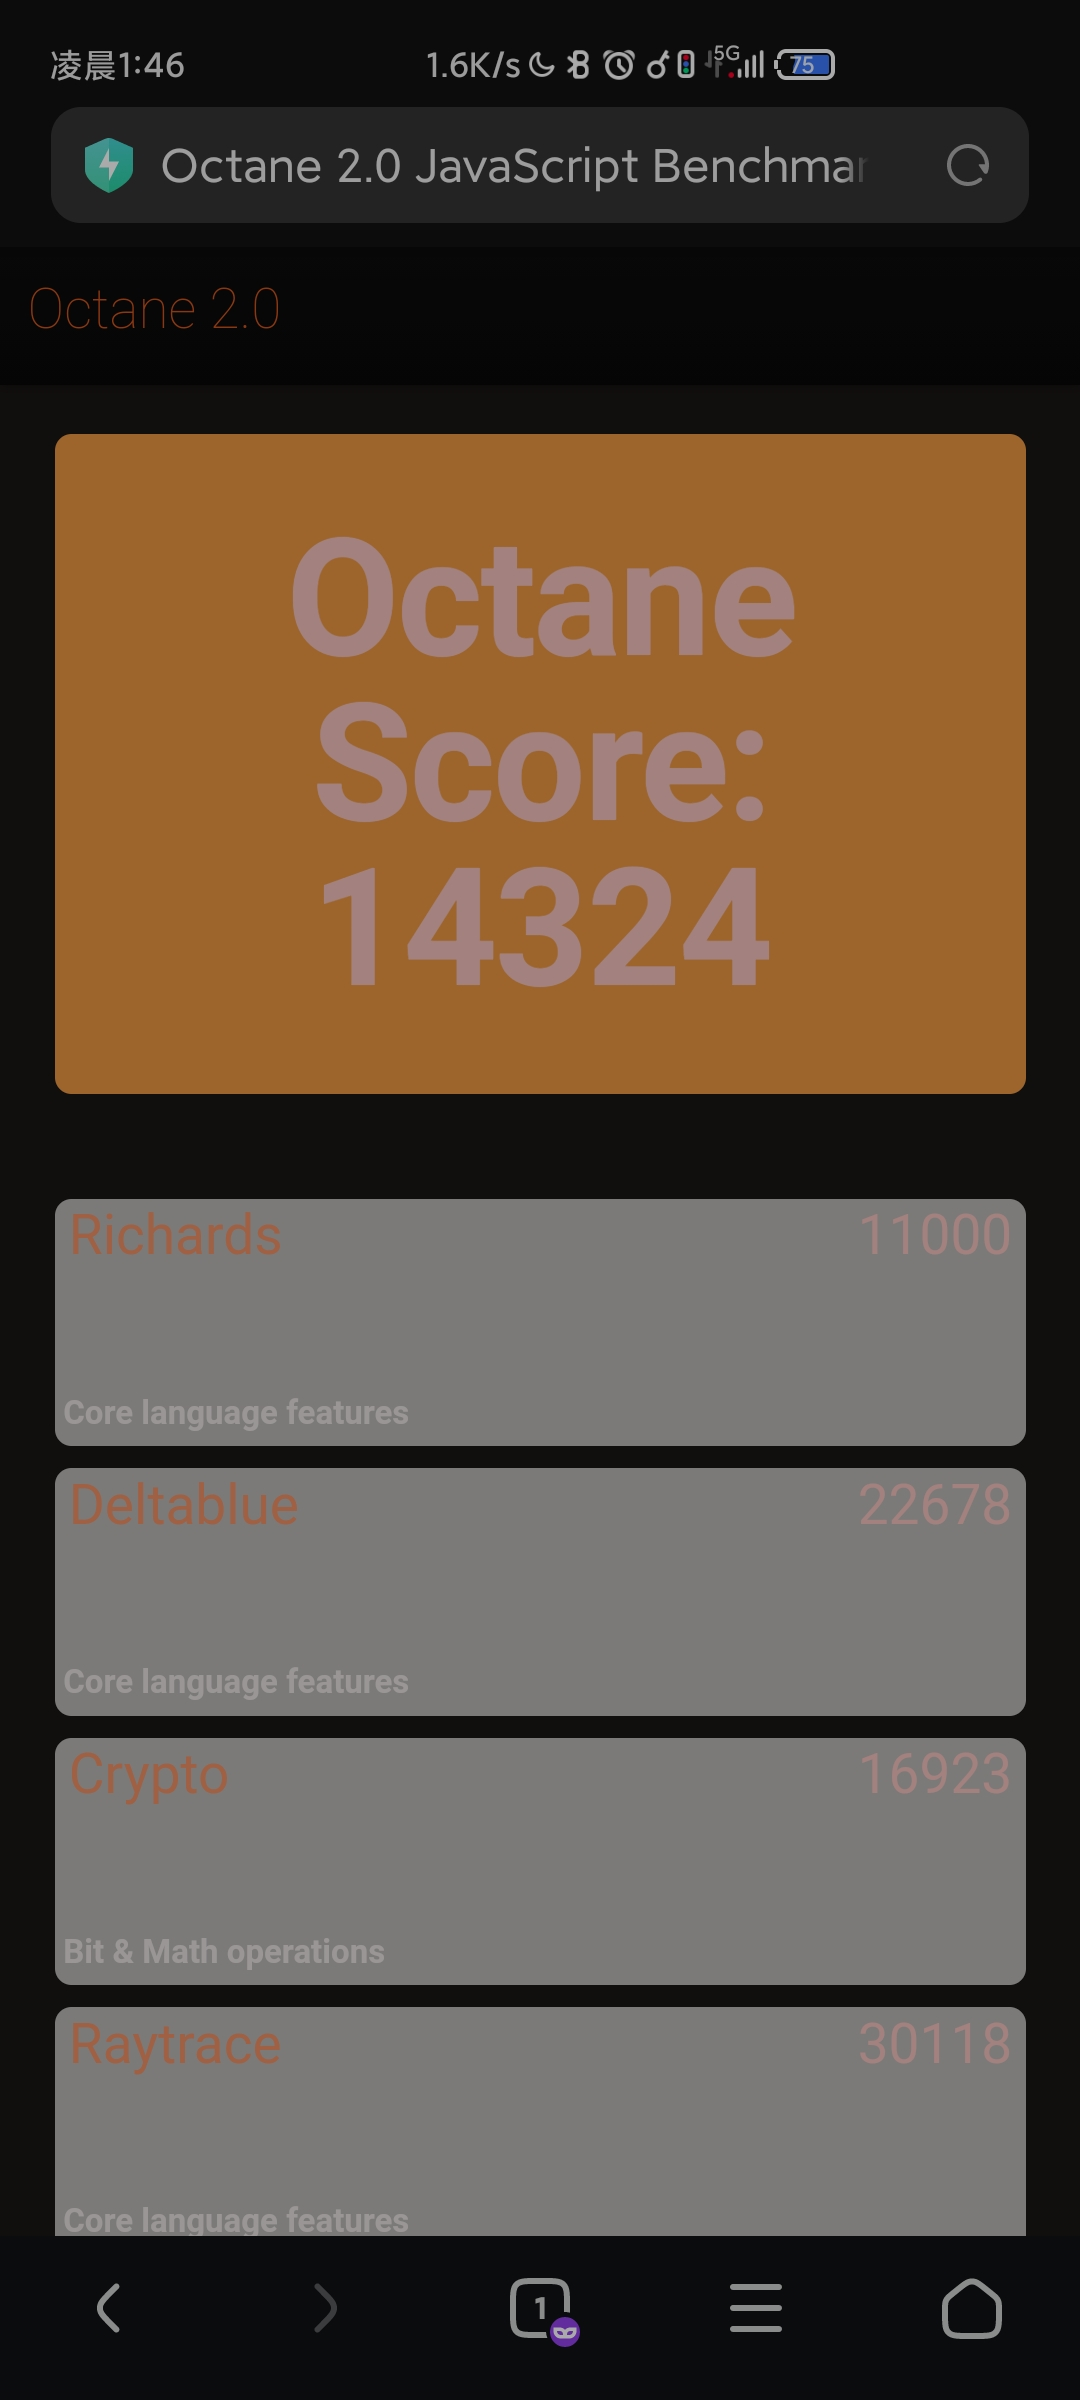 凌晨1:46
1.6K/s
5G
75
Octane 2.0 JavaScript Benchmar
Octane 2.0
Octane
Score:
14324
Richards
11000
Core language features
Deltablue
22678
Core language features
Crypto
16923
Bit & Math operations
Raytrace
30118
Core language features
1